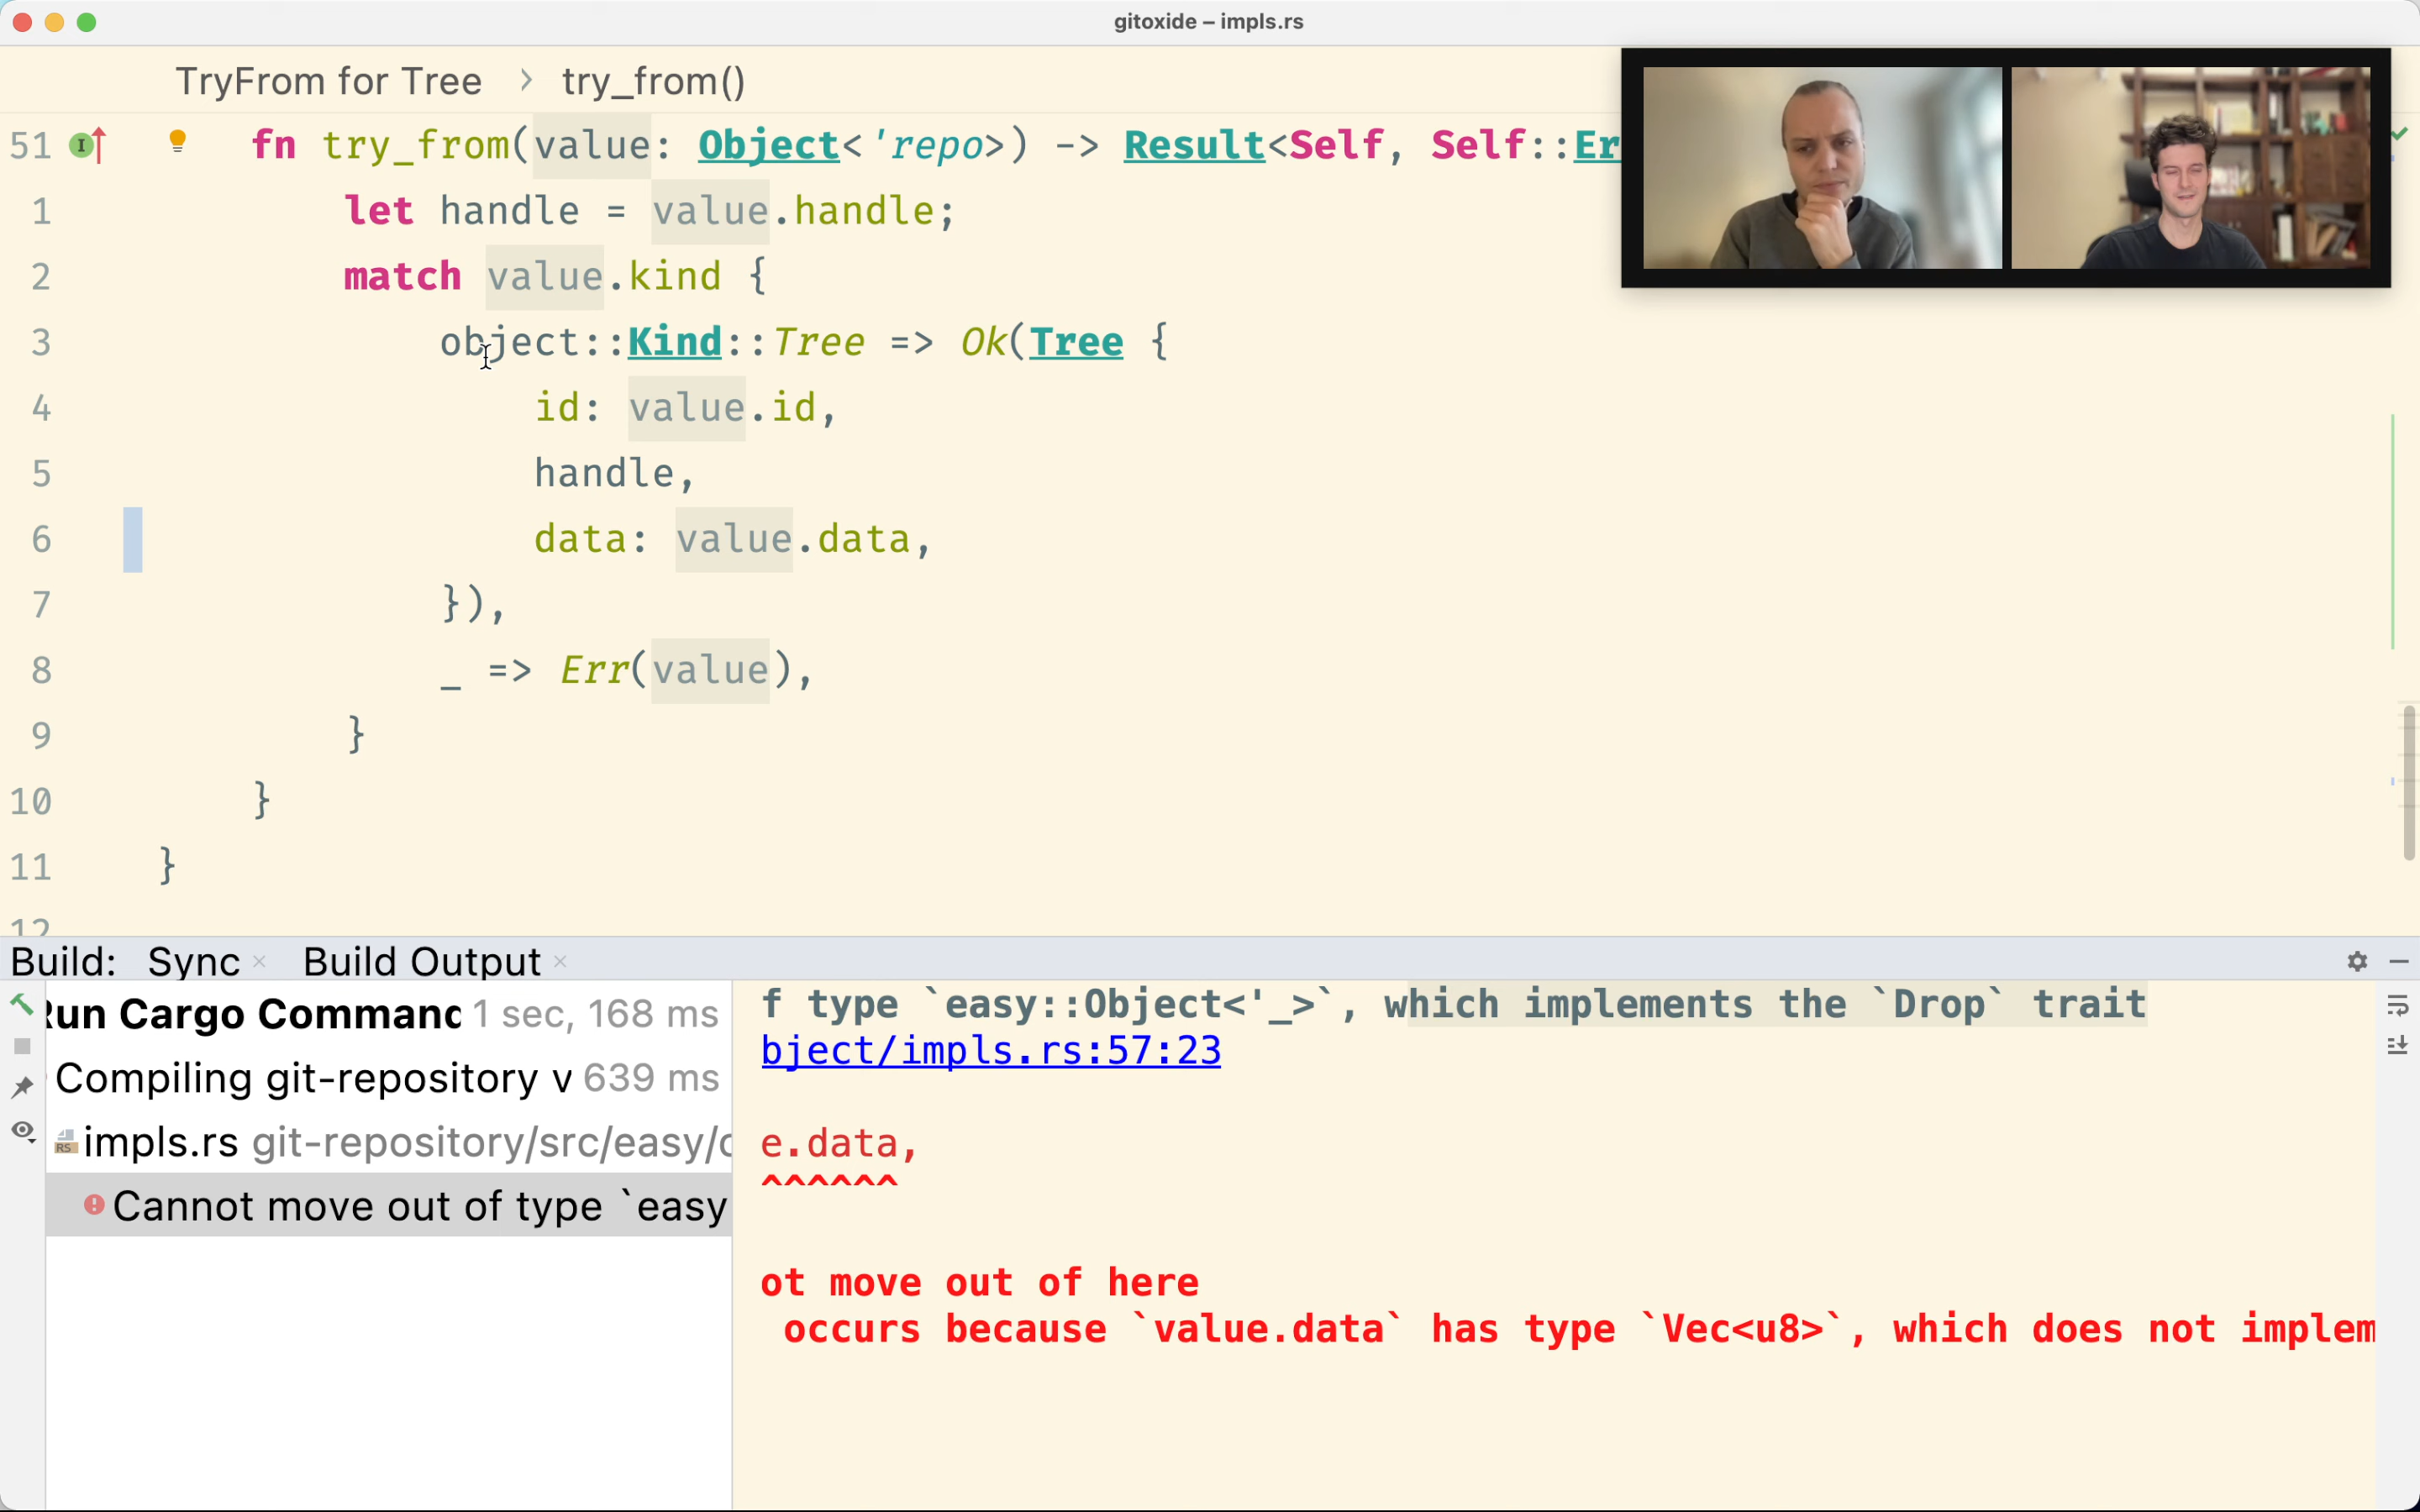 gitoxide – impls.rs
TryFrom for Tree › try_from()
51 fn try_from(value: Object<'repo>) -> Result<Self, Self::Er
1 let handle = value.handle;
2 match value.kind {
3 object::Kind::Tree => Ok(Tree {
4 id: value.id,
5 handle,
6 data: value.data,
7 }),
8 _ => Err(value),
9 }
10 }
11 }
12
Build: Sync × Build Output ×
Run Cargo Command 1 sec, 168 ms
Compiling git-repository v 639 ms
impls.rs git-repository/src/easy/o
Cannot move out of type `easy
f type `easy::Object<'_>`, which implements the `Drop` trait
bject/impls.rs:57:23
e.data,
^^^^^^
ot move out of here
occurs because `value.data` has type `Vec<u8>`, which does not implem